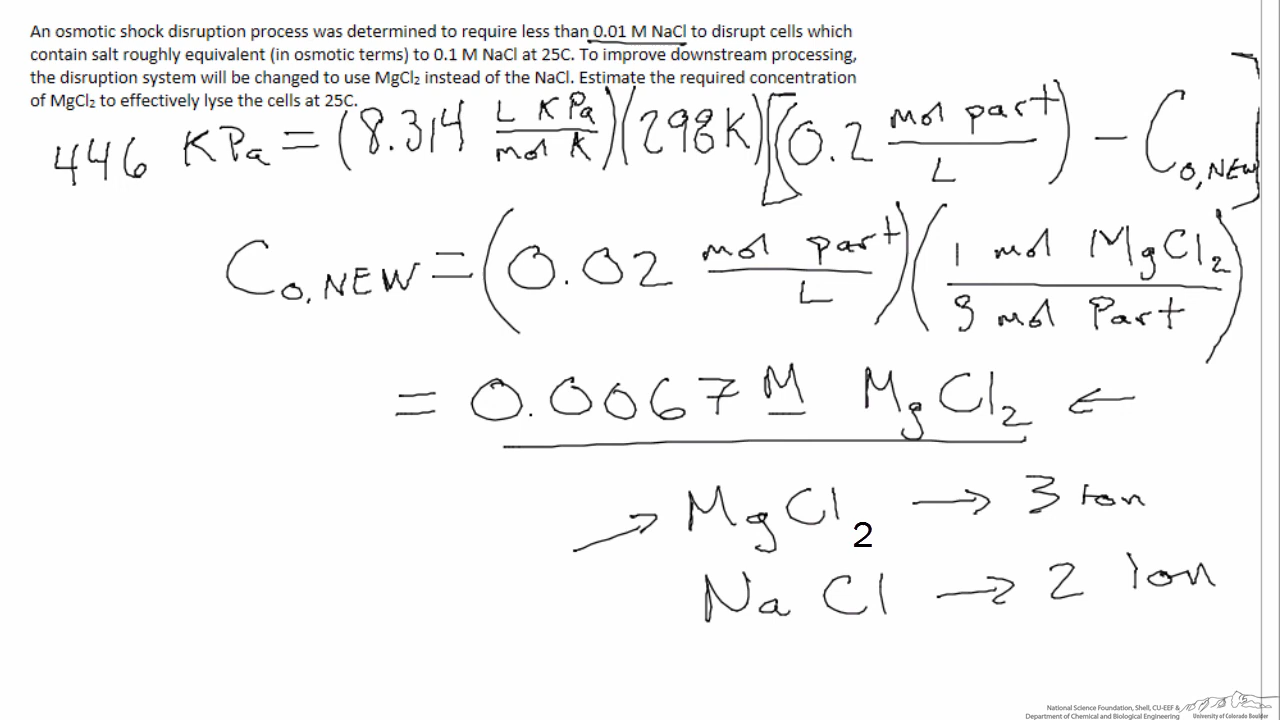 An osmotic shock disruption process was determined to require less than 0.01 M NaCl to disrupt cells which
contain salt roughly equivalent (in osmotic terms) to 0.1 M NaCl at 25C. To improve downstream processing,
the disruption system will be changed to use MgCl₂ instead of the NaCl. Estimate the required concentration
of MgCl₂ to effectively lyse the cells at 25C.
446 KPa = (8.314 L KPa / mol K)(298K)[(0.2 mol part / L) - C₀,NEW]
C₀,NEW = (0.02 mol part / L)(1 mol MgCl₂ / 3 mol Part)
= 0.0067 M MgCl₂ ←
→ MgCl₂ → 3 ion
NaCl → 2 ion
National Science Foundation, Shell, CU-EEF &
Department of Chemical and Biological Engineering University of Colorado Boulder